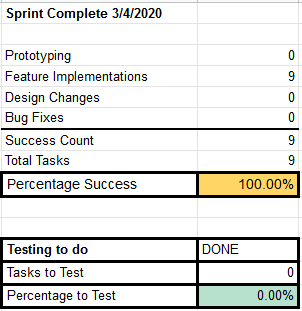 Sprint Complete 3/4/2020
Prototyping 0
Feature Implementations 9
Design Changes 0
Bug Fixes 0
Success Count 9
Total Tasks 9
Percentage Success 100.00%
Testing to do DONE
Tasks to Test 0
Percentage to Test 0.00%